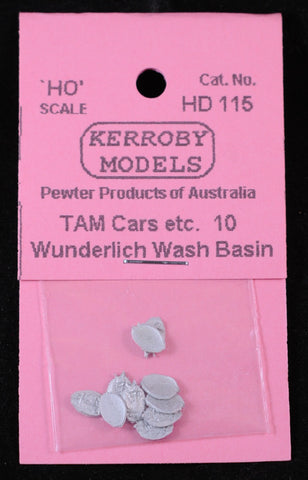 'HO' Cat. No.
SCALE HD 115
KERROBY
MODELS
Pewter Products of Australia
TAM Cars etc. 10
Wunderlich Wash Basin